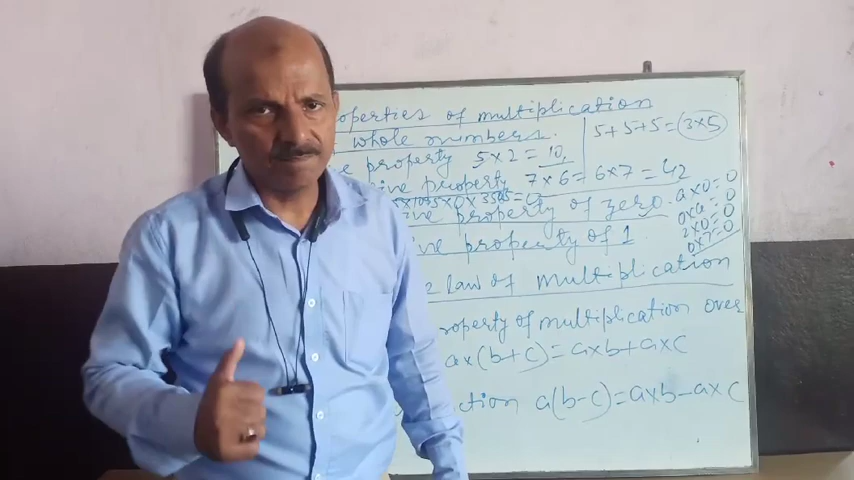 operties of multiplication
whole numbers.
ve property 5×2=10,
5+5+5=(3×5)
ive property 7×6=6×7=42
ive property of zero. a×0=0
0×a=0
2×0=0
0×7=0
ive property of 1
law of multiplication
roperty of multiplication over
a×(b+c)=a×b+a×c
ction a(b-c)=a×b-a×c